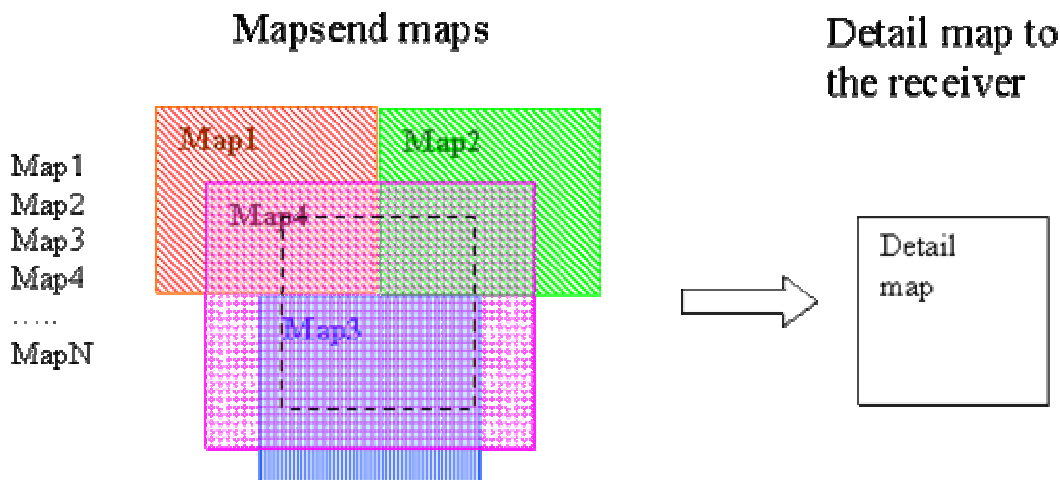 Mapsend maps
Detail map to
the receiver
Map1
Map2
Map3
Map4
.....
MapN
Map1
Map2
Map4
Map3
Detail
map